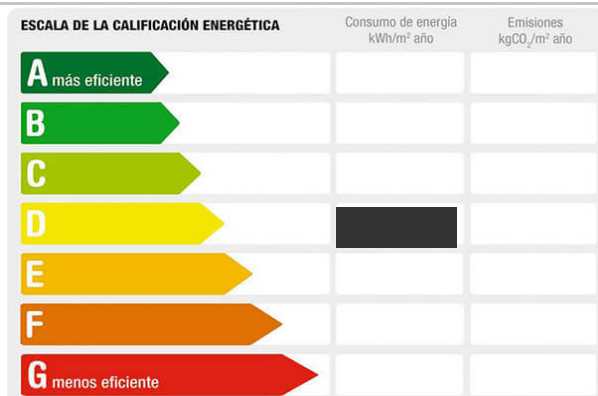 ESCALA DE LA CALIFICACIÓN ENERGÉTICA
Consumo de energía
kWh/m² año
Emisiones
kgCO₂/m² año
A más eficiente
B
C
D
E
F
G menos eficiente